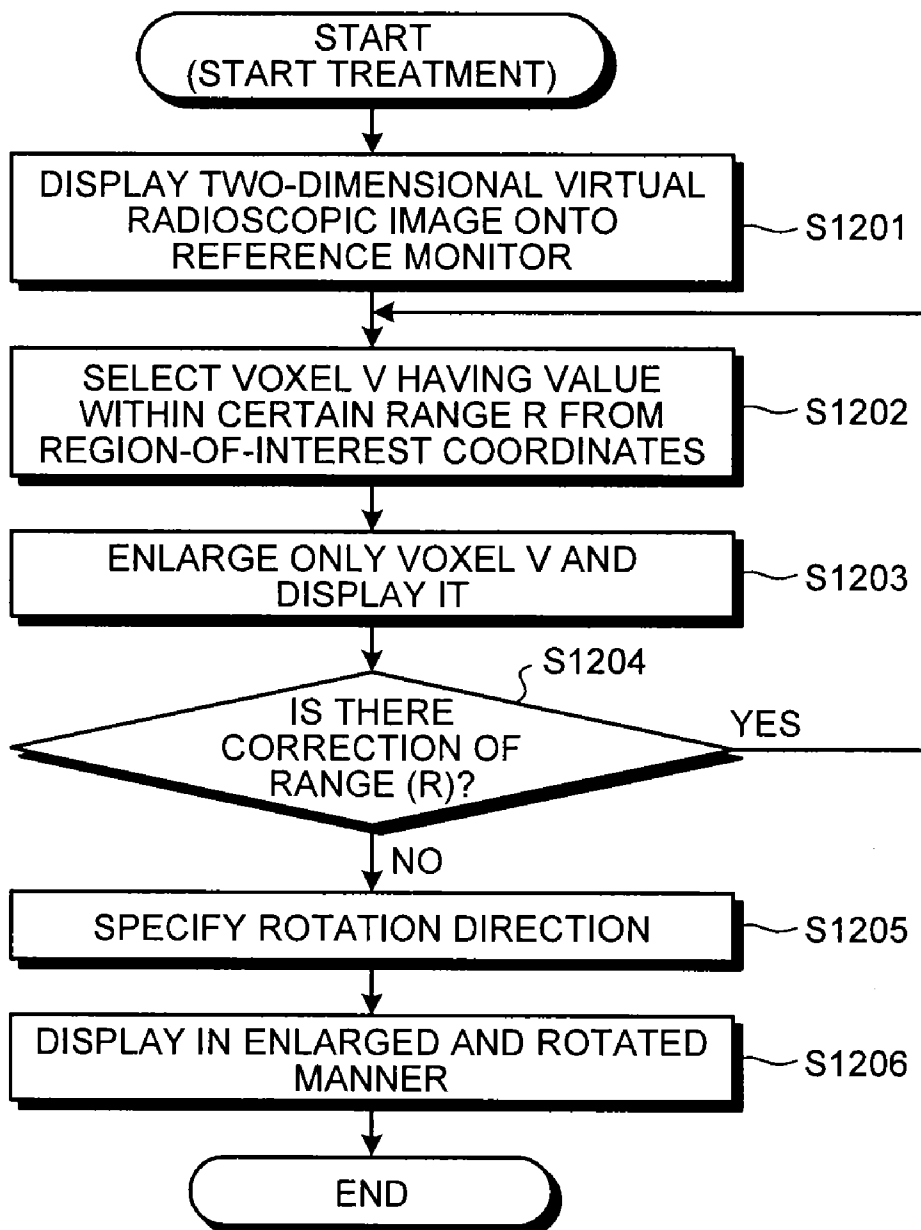 START
(START TREATMENT)
DISPLAY TWO-DIMENSIONAL VIRTUAL
RADIOSCOPIC IMAGE ONTO
REFERENCE MONITOR
S1201
SELECT VOXEL V HAVING VALUE
WITHIN CERTAIN RANGE R FROM
REGION-OF-INTEREST COORDINATES
S1202
ENLARGE ONLY VOXEL V AND
DISPLAY IT
S1203
S1204
IS THERE
CORRECTION OF
RANGE (R)?
YES
NO
SPECIFY ROTATION DIRECTION
S1205
DISPLAY IN ENLARGED AND ROTATED
MANNER
S1206
END